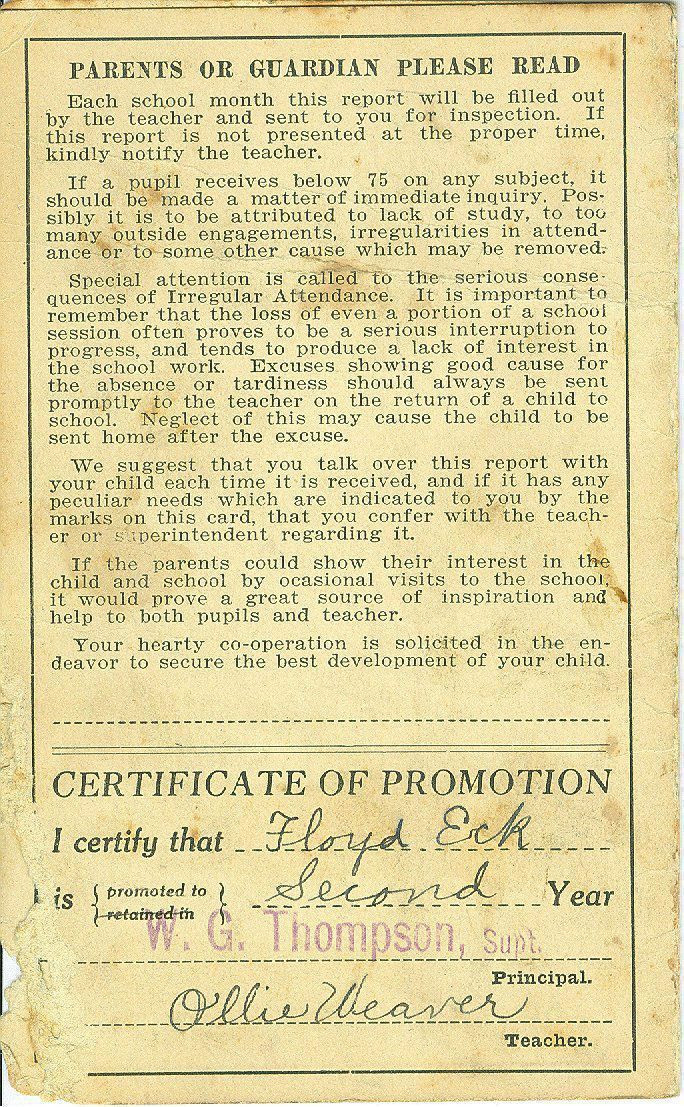 PARENTS OR GUARDIAN PLEASE READ
Each school month this report will be filled out
by the teacher and sent to you for inspection. If
this report is not presented at the proper time,
kindly notify the teacher.
If a pupil receives below 75 on any subject, it
should be made a matter of immediate inquiry. Pos-
sibly it is to be attributed to lack of study, to too
many outside engagements, irregularities in attend-
ance or to some other cause which may be removed.
Special attention is called to the serious conse-
quences of Irregular Attendance. It is important to
remember that the loss of even a portion of a school
session often proves to be a serious interruption to
progress, and tends to produce a lack of interest in
the school work. Excuses showing good cause for
the absence or tardiness should always be sent
promptly to the teacher on the return of a child to
school. Neglect of this may cause the child to be
sent home after the excuse.
We suggest that you talk over this report with
your child each time it is received, and if it has any
peculiar needs which are indicated to you by the
marks on this card, that you confer with the teach-
er or superintendent regarding it.
If the parents could show their interest in the
child and school by ocasional visits to the school,
it would prove a great source of inspiration and
help to both pupils and teacher.
Your hearty co-operation is solicited in the en-
deavor to secure the best development of your child.
CERTIFICATE OF PROMOTION
I certify that Floyd Eck
is { promoted to } Second Year
retained in
W. G. Thompson, Supt.
Principal.
Ollie Weaver
Teacher.